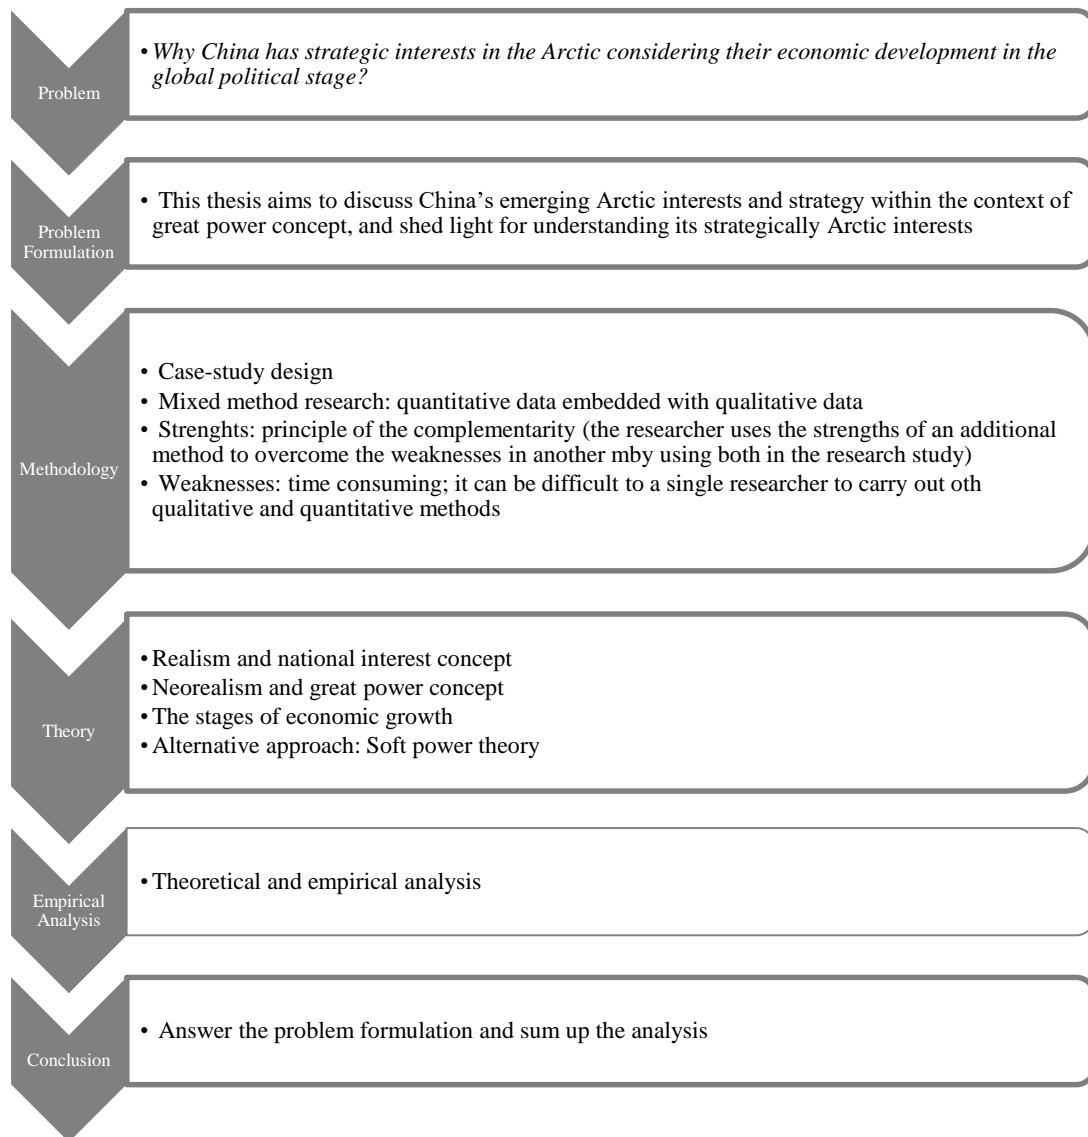 Problem
• Why China has strategic interests in the Arctic considering their economic development in the
global political stage?
Problem
Formulation
• This thesis aims to discuss China’s emerging Arctic interests and strategy within the context of
great power concept, and shed light for understanding its strategically Arctic interests
Methodology
• Case-study design
• Mixed method research: quantitative data embedded with qualitative data
• Strenghts: principle of the complementarity (the researcher uses the strengths of an additional
method to overcome the weaknesses in another mby using both in the research study)
• Weaknesses: time consuming; it can be difficult to a single researcher to carry out oth
qualitative and quantitative methods
Theory
• Realism and national interest concept
• Neorealism and great power concept
• The stages of economic growth
• Alternative approach: Soft power theory
Empirical
Analysis
• Theoretical and empirical analysis
Conclusion
• Answer the problem formulation and sum up the analysis